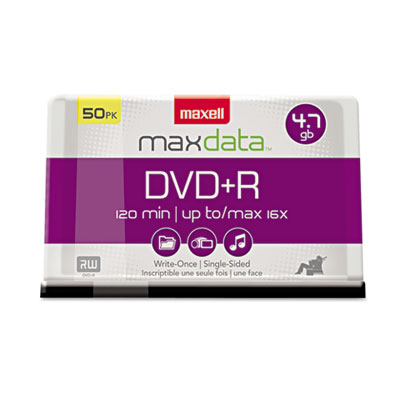 50PK
maxell
4.7
gb
maxdata™
DVD+R
120 min | up to/max 16X
Write-Once | Single-Sided
Inscriptible une seule fois | une face
RW